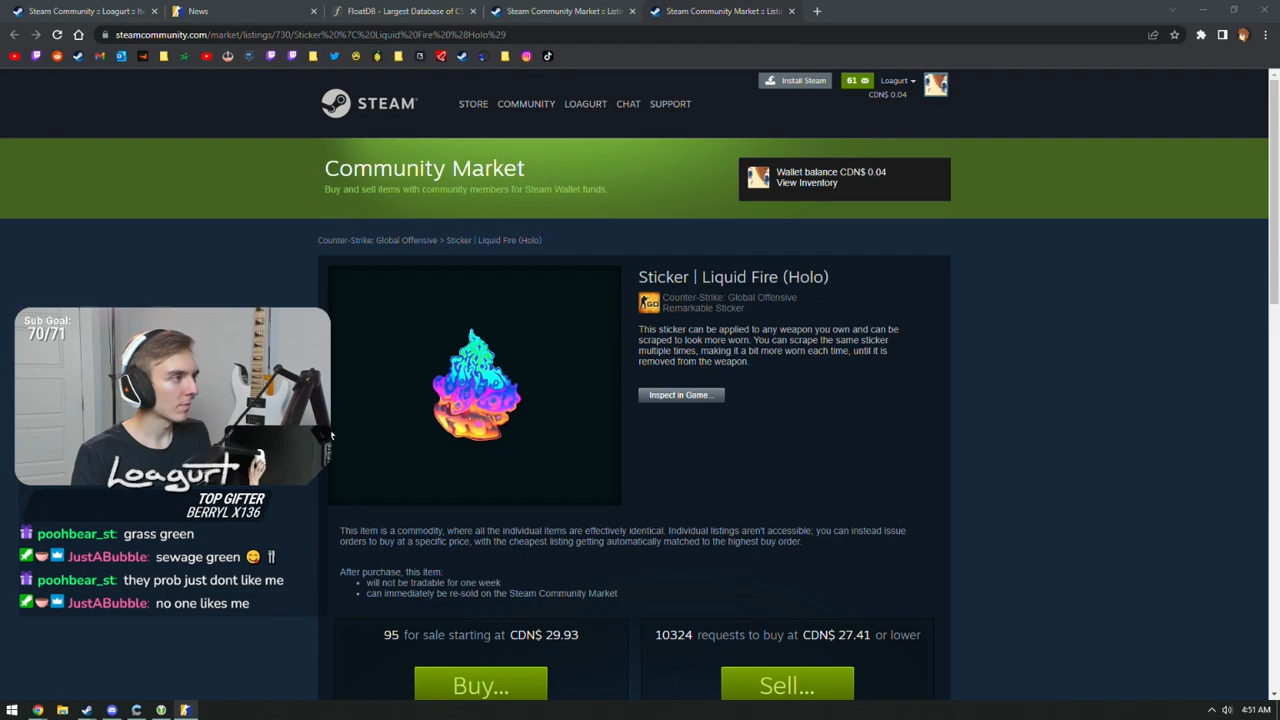 Steam Community :: Loagurt :: Ite
News
FloatDB - Largest Database of CS
Steam Community Market :: Listin
Steam Community Market :: Listin
steamcommunity.com/market/listings/730/Sticker%20%7C%20Liquid%20Fire%20%28Holo%29
Install Steam
61
Loagurt
CDN$ 0.04
STEAM
STORE COMMUNITY LOAGURT CHAT SUPPORT
Community Market
Buy and sell items with community members for Steam Wallet funds.
Wallet balance CDN$ 0.04
View Inventory
Counter-Strike: Global Offensive > Sticker | Liquid Fire (Holo)
Sticker | Liquid Fire (Holo)
Counter-Strike: Global Offensive
Remarkable Sticker
This sticker can be applied to any weapon you own and can be
scraped to look more worn. You can scrape the same sticker
multiple times, making it a bit more worn each time, until it is
removed from the weapon.
Inspect in Game...
Sub Goal:
70/71
Loagurt
TOP GIFTER
BERRYL X136
poohbear_st: grass green
JustABubble: sewage green 😋 🍴
poohbear_st: they prob just dont like me
JustABubble: no one likes me
This item is a commodity, where all the individual items are effectively identical. Individual listings aren't accessible; you can instead issue
orders to buy at a specific price, with the cheapest listing getting automatically matched to the highest buy order.
After purchase, this item:
• will not be tradable for one week
• can immediately be re-sold on the Steam Community Market
95 for sale starting at CDN$ 29.93
Buy...
10324 requests to buy at CDN$ 27.41 or lower
Sell...
4:51 AM